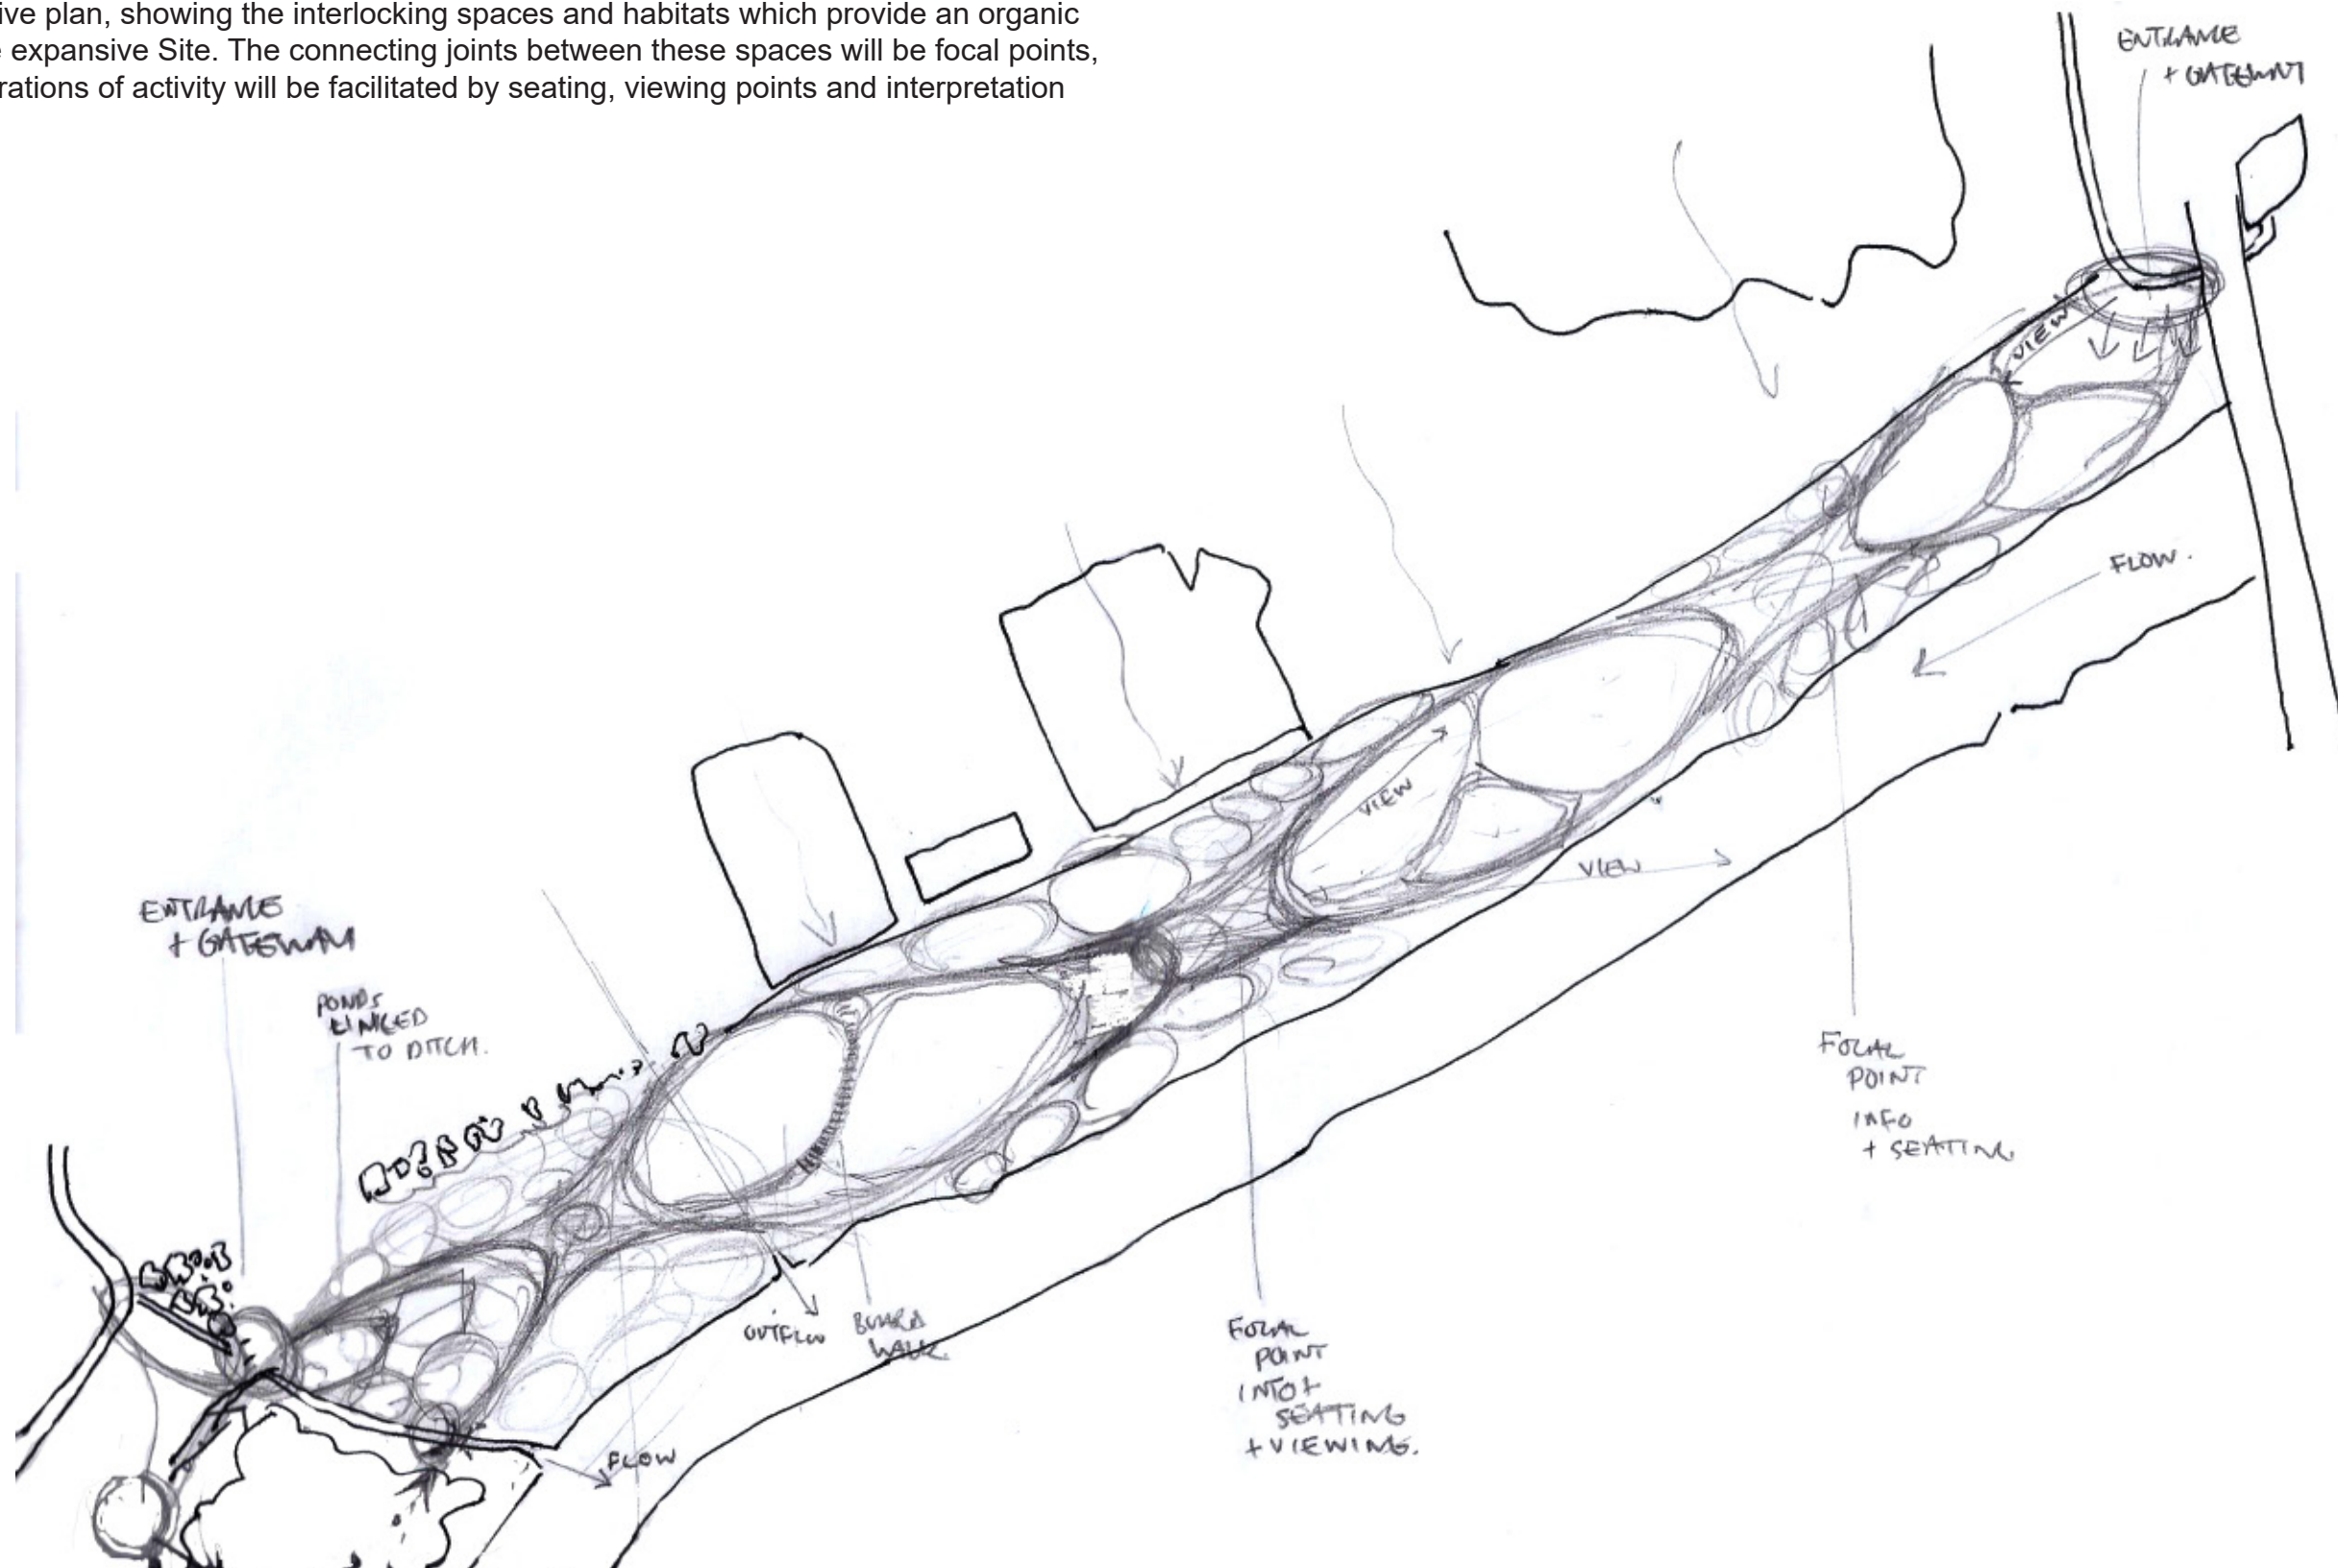 ive plan, showing the interlocking spaces and habitats which provide an organic
e expansive Site. The connecting joints between these spaces will be focal points,
rations of activity will be facilitated by seating, viewing points and interpretation
ENTRANCE
+ GATEWAY
VIEW
FLOW.
VIEW
VIEW
ENTRANCE
+ GATEWAY
PONDS
LINKED
TO DITCH.
FOCAL
POINT
INFO
+ SEATING
OUTFLOW
BOARD
WALK.
FOCAL
POINT
INFO +
SEATING
+ VIEWING.
FLOW